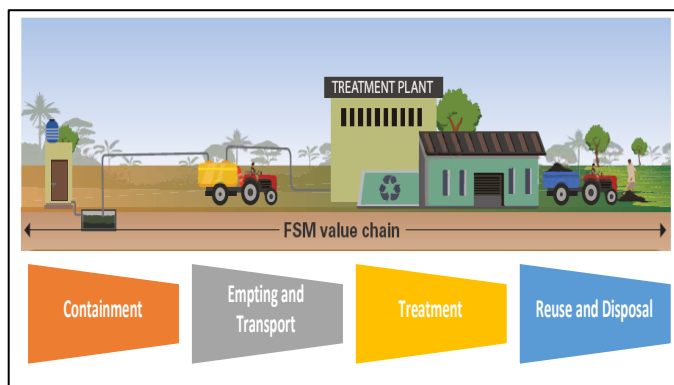 TREATMENT PLANT
FSM value chain
Containment
Empting and
Transport
Treatment
Reuse and Disposal